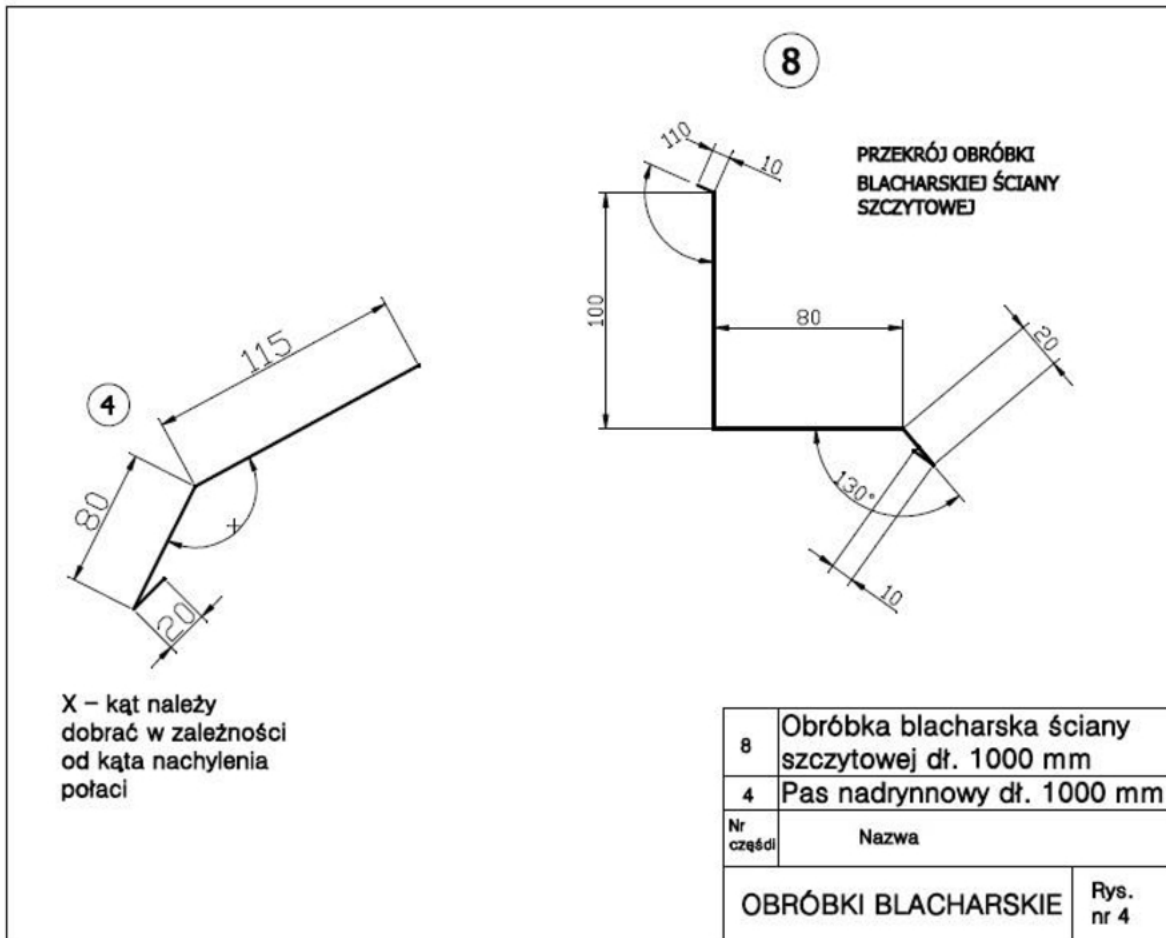 8
110
10
PRZEKRÓJ OBRÓBKI
BLACHARSKIEJ ŚCIANY
SZCZYTOWEJ
100
80
20
130°
10
115
4
80
X
20
X – kąt należy
dobrać w zależności
od kąta nachylenia
połaci
8 Obróbka blacharska ściany
szczytowej dł. 1000 mm
4 Pas nadrynnowy dł. 1000 mm
Nr
częśdi
Nazwa
OBRÓBKI BLACHARSKIE
Rys.
nr 4